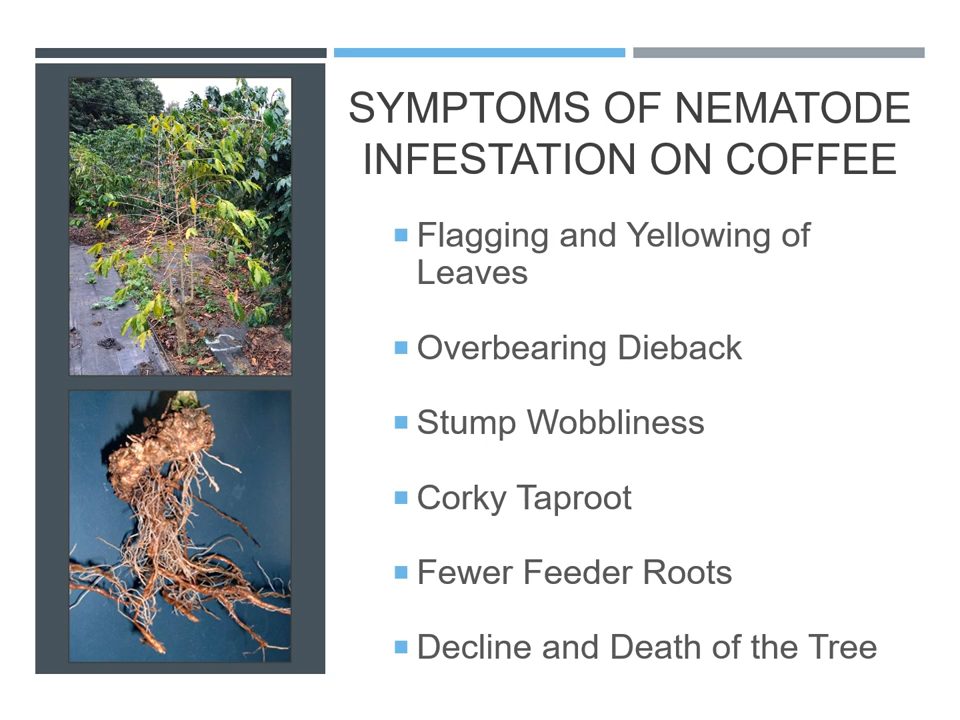 SYMPTOMS OF NEMATODE
INFESTATION ON COFFEE
Flagging and Yellowing of
Leaves
Overbearing Dieback
Stump Wobbliness
Corky Taproot
Fewer Feeder Roots
Decline and Death of the Tree